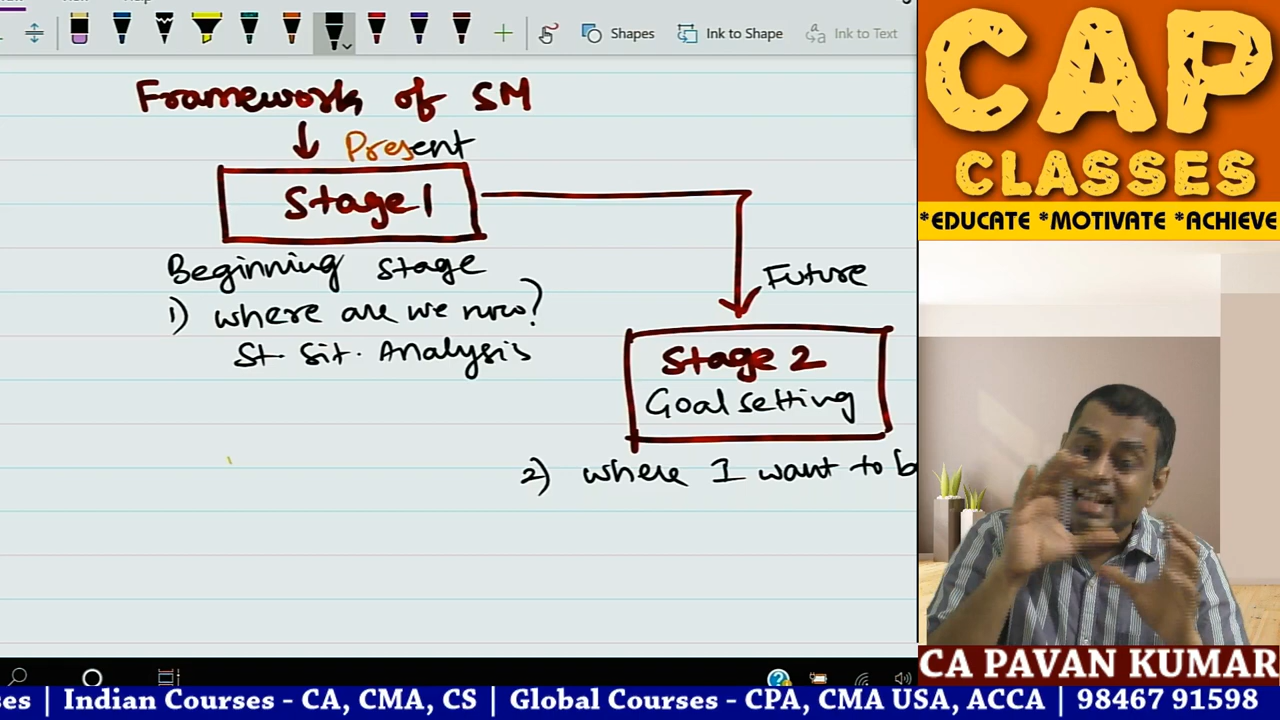 Shapes
Ink to Shape
Ink to Text
Framework of SM
Present
Stage 1
Beginning stage
1) where are we now?
St. Sit. Analysis
Future
Stage 2
Goal setting
2) where I want to b
CAP
CLASSES
*EDUCATE *MOTIVATE *ACHIEVE
CA PAVAN KUMAR
es | Indian Courses - CA, CMA, CS | Global Courses - CPA, CMA USA, ACCA | 98467 91598